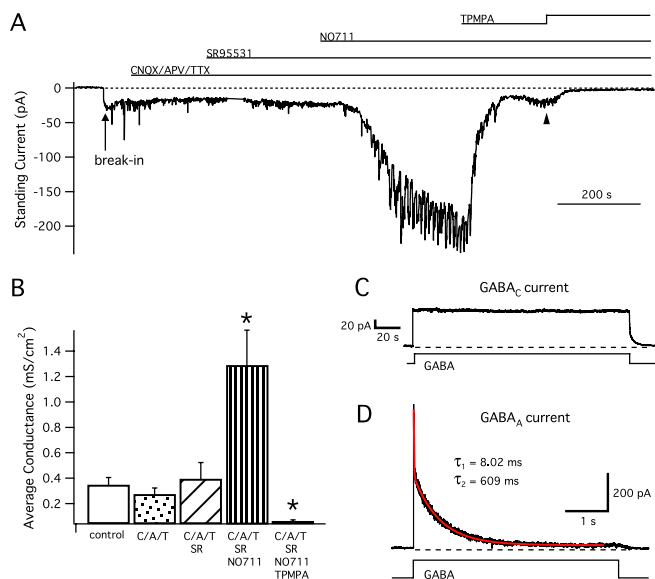 A
TPMPA
NO711
SR95531
CNQX/APV/TTX
Standing Current (pA)
0
-50
-100
-150
-200
break-in
200 s
B
Average Conductance (mS/cm²)
1.4
1.2
1.0
0.8
0.6
0.4
0.2
*
*
control
C/A/T
C/A/T
SR
C/A/T
SR
NO711
C/A/T
SR
NO711
TPMPA
C
GABA_C current
20 pA
20 s
GABA
D
GABA_A current
τ₁ = 8.02 ms
τ₂ = 609 ms
200 pA
1 s
GABA